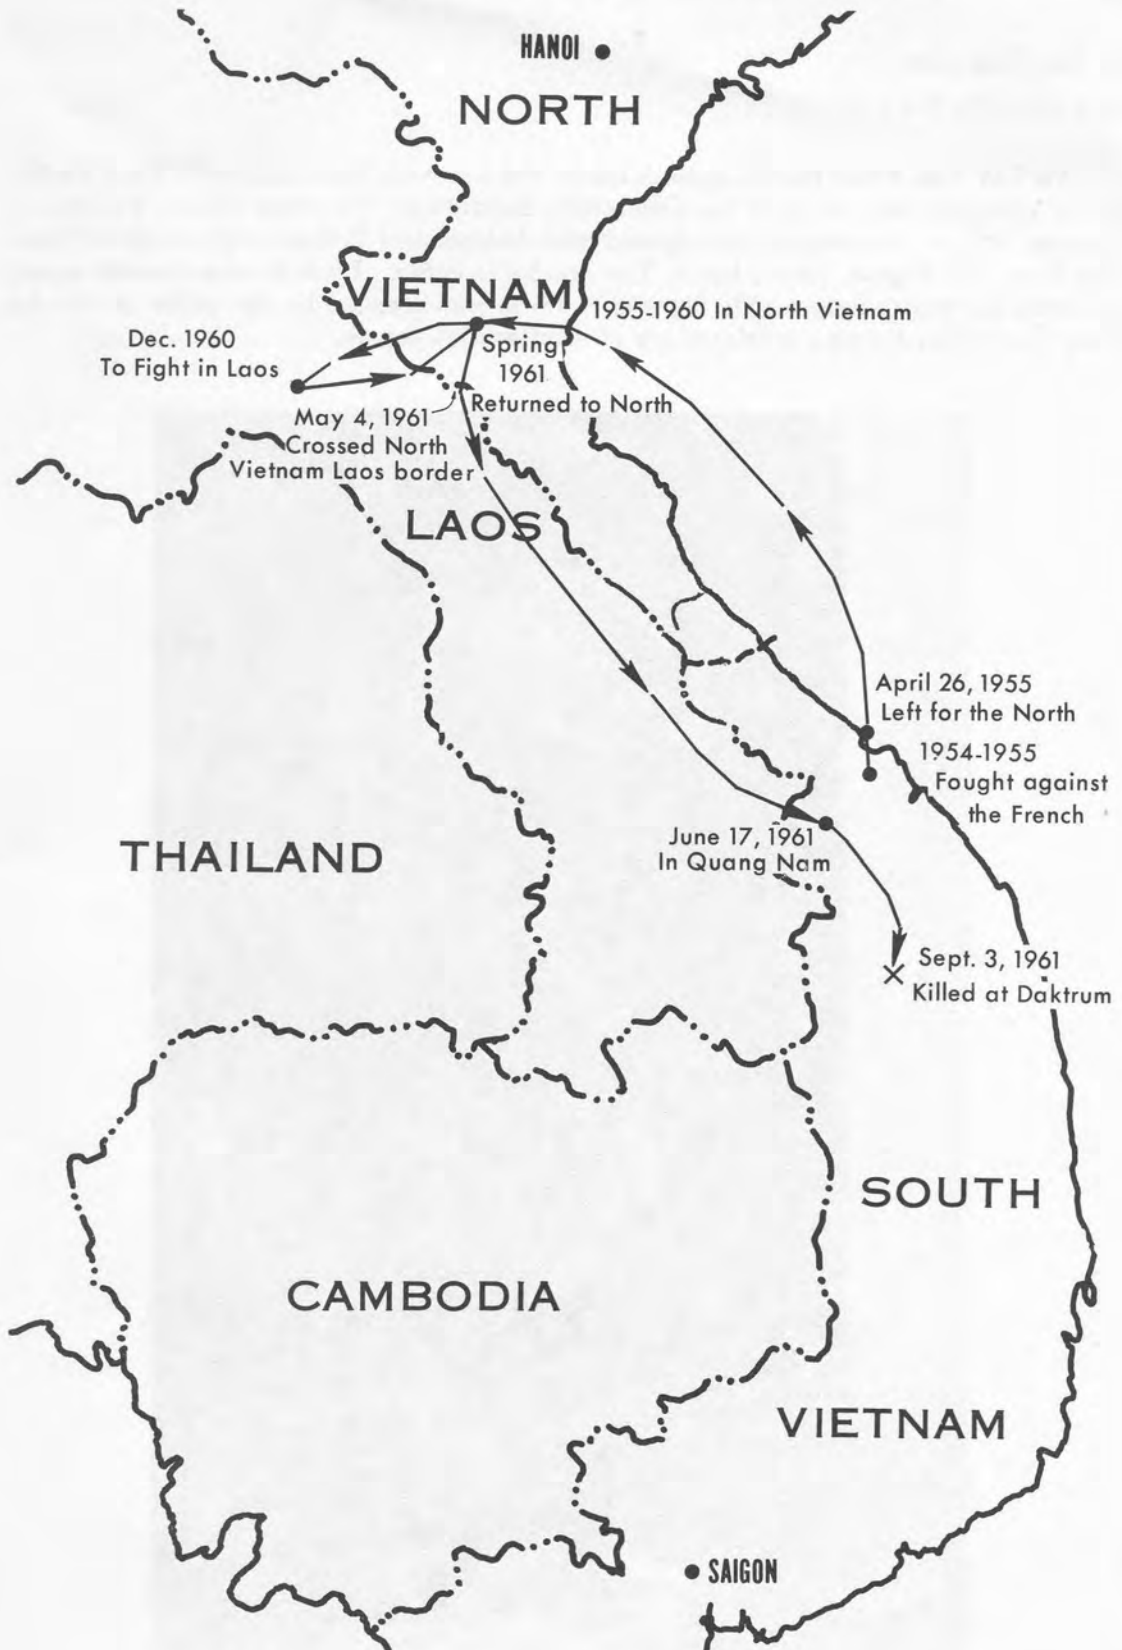 HANOI
NORTH
VIETNAM
1955-1960 In North Vietnam
Dec. 1960
To Fight in Laos
Spring
1961
Returned to North
May 4, 1961
Crossed North
Vietnam Laos border
LAOS
April 26, 1955
Left for the North
1954-1955
Fought against
the French
June 17, 1961
In Quang Nam
THAILAND
Sept. 3, 1961
Killed at Daktrum
SOUTH
CAMBODIA
VIETNAM
SAIGON